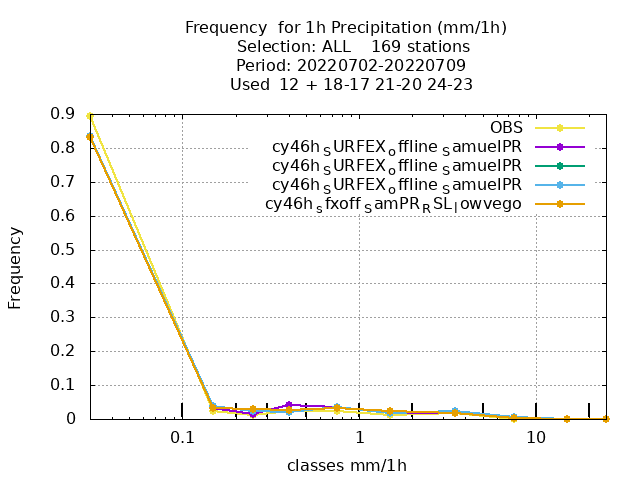 Frequency  for 1h Precipitation (mm/1h)
Selection: ALL    169 stations
Period: 20220702-20220709
Used  12 + 18-17 21-20 24-23
OBS
cy46h_SURFEX_offline_SamuelPR
cy46h_SURFEX_offline_SamuelPR
cy46h_SURFEX_offline_SamuelPR
cy46h_sfxoff_SamPR_RSL_lowvego
0.9
0.8
0.7
0.6
0.5
0.4
0.3
0.2
0.1
0
Frequency
0.1 1 10
classes mm/1h